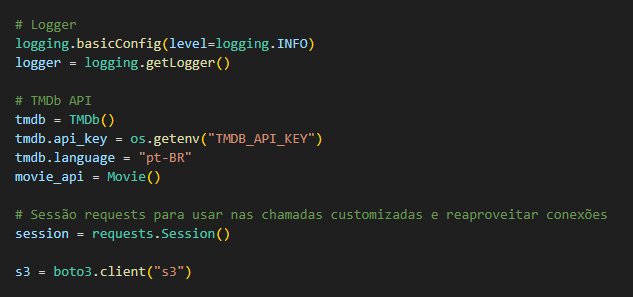 # Logger
logging.basicConfig(level=logging.INFO)
logger = logging.getLogger()
# TMDb API
tmdb = TMDb()
tmdb.api_key = os.getenv("TMDB_API_KEY")
tmdb.language = "pt-BR"
movie_api = Movie()
# Sessão requests para usar nas chamadas customizadas e reaproveitar conexões
session = requests.Session()
s3 = boto3.client("s3")